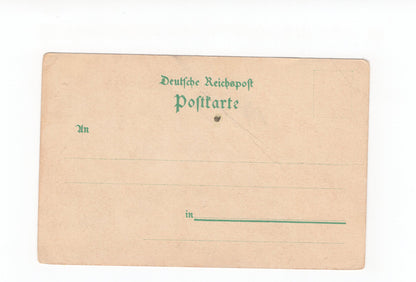 Deutsche Reichspost
Postkarte
An
in